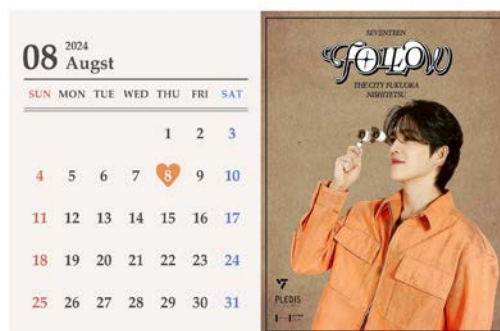 08
2024
Augst
SUN MON TUE WED THU FRI SAT
1 2 3
4 5 6 7 8 9 10
11 12 13 14 15 16 17
18 19 20 21 22 23 24
25 26 27 28 29 30 31
SEVENTEEN
FOLLOW
THE CITY FUKUOKA
NISHITETSU
PLEDIS